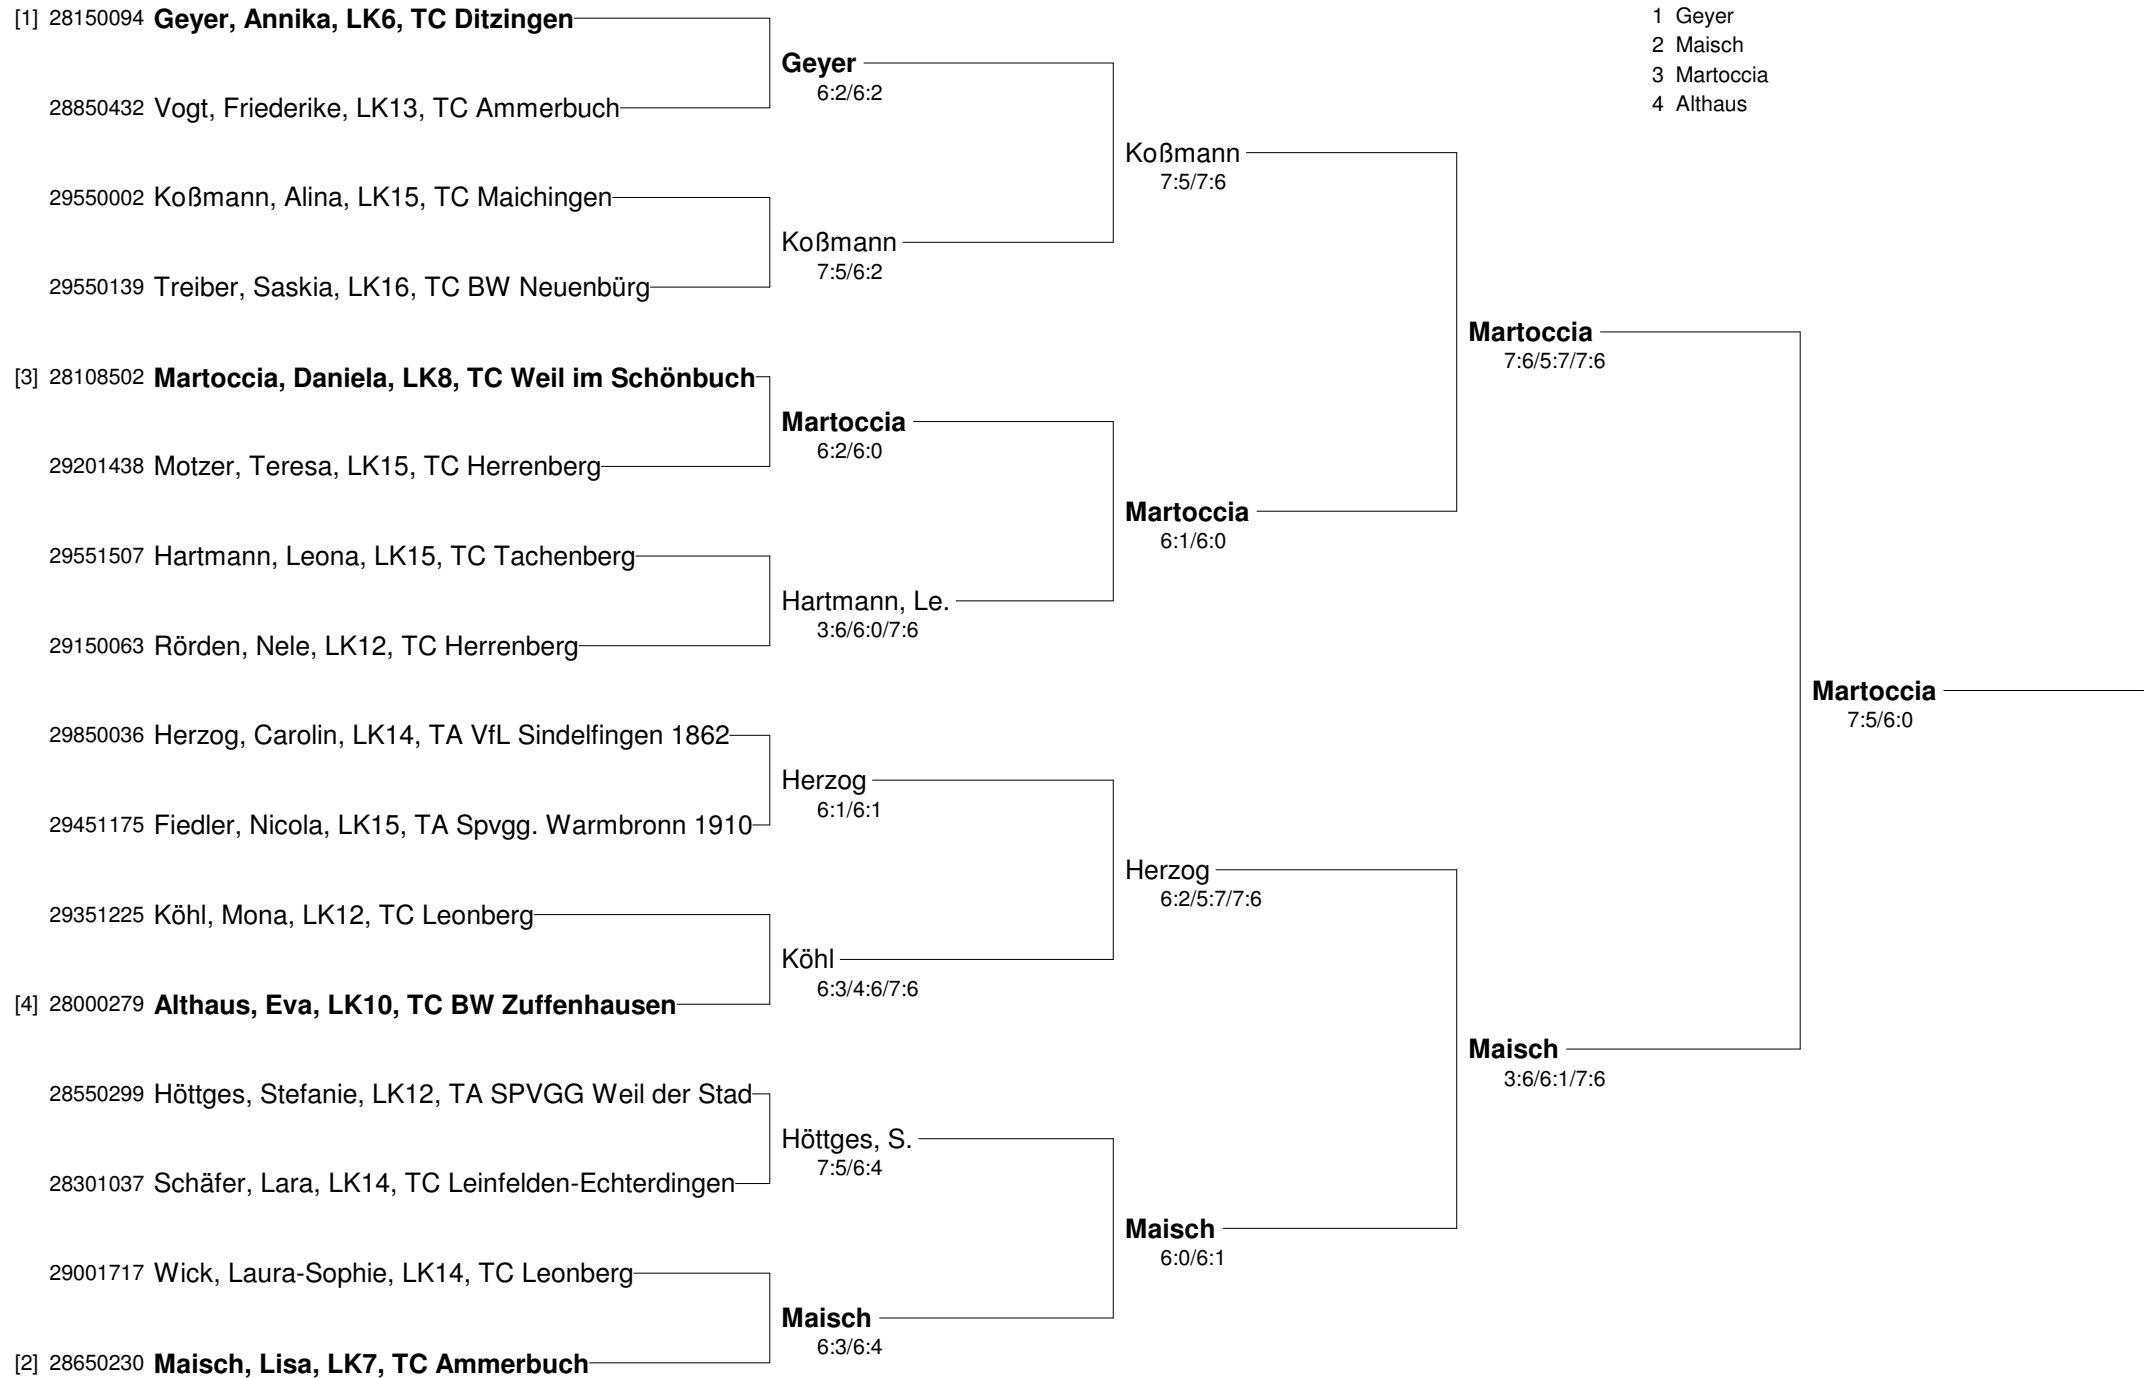 [1] 28150094 Geyer, Annika, LK6, TC Ditzingen
1 Geyer
2 Maisch
3 Martoccia
4 Althaus
Geyer
6:2/6:2
28850432 Vogt, Friederike, LK13, TC Ammerbuch
Koßmann
7:5/7:6
29550002 Koßmann, Alina, LK15, TC Maichingen
Koßmann
7:5/6:2
29550139 Treiber, Saskia, LK16, TC BW Neuenbürg
Martoccia
7:6/5:7/7:6
[3] 28108502 Martoccia, Daniela, LK8, TC Weil im Schönbuch
Martoccia
6:2/6:0
29201438 Motzer, Teresa, LK15, TC Herrenberg
Martoccia
6:1/6:0
29551507 Hartmann, Leona, LK15, TC Tachenberg
Hartmann, Le.
3:6/6:0/7:6
29150063 Rörden, Nele, LK12, TC Herrenberg
Martoccia
7:5/6:0
29850036 Herzog, Carolin, LK14, TA VfL Sindelfingen 1862
Herzog
6:1/6:1
29451175 Fiedler, Nicola, LK15, TA Spvgg. Warmbronn 1910
Herzog
6:2/5:7/7:6
29351225 Köhl, Mona, LK12, TC Leonberg
Köhl
6:3/4:6/7:6
[4] 28000279 Althaus, Eva, LK10, TC BW Zuffenhausen
Maisch
3:6/6:1/7:6
28550299 Höttges, Stefanie, LK12, TA SPVGG Weil der Stad
Höttges, S.
7:5/6:4
28301037 Schäfer, Lara, LK14, TC Leinfelden-Echterdingen
Maisch
6:0/6:1
29001717 Wick, Laura-Sophie, LK14, TC Leonberg
Maisch
6:3/6:4
[2] 28650230 Maisch, Lisa, LK7, TC Ammerbuch